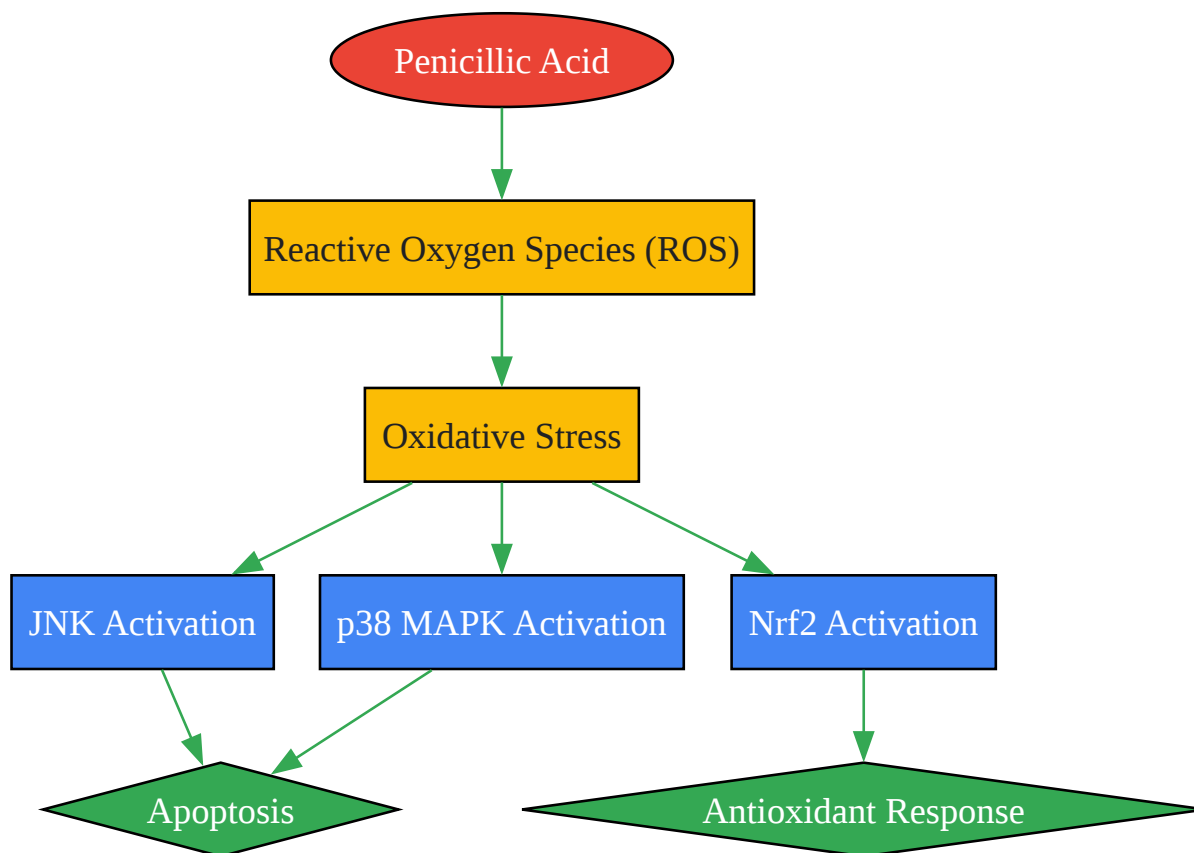 Penicillic Acid
Reactive Oxygen Species (ROS)
Oxidative Stress
JNK Activation
p38 MAPK Activation
Nrf2 Activation
Apoptosis
Antioxidant Response